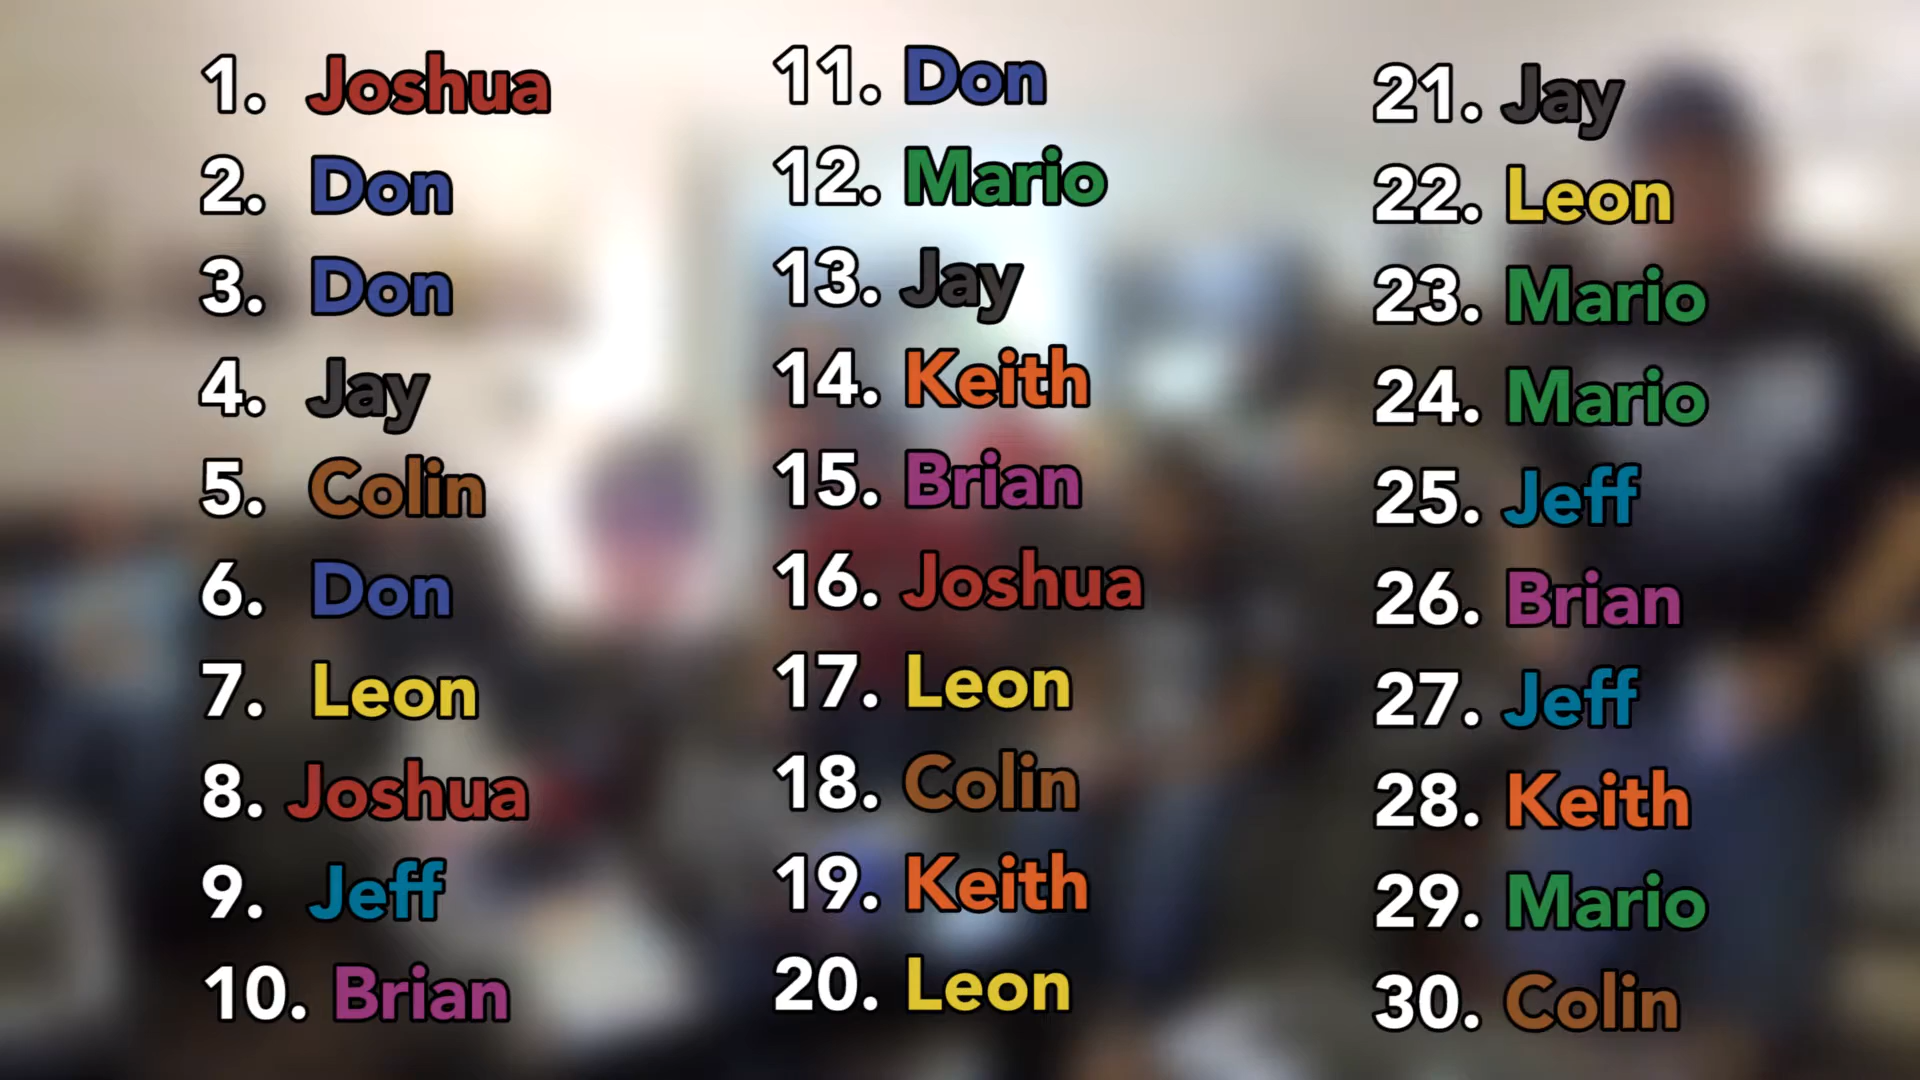 1. Joshua
2. Don
3. Don
4. Jay
5. Colin
6. Don
7. Leon
8. Joshua
9. Jeff
10. Brian
11. Don
12. Mario
13. Jay
14. Keith
15. Brian
16. Joshua
17. Leon
18. Colin
19. Keith
20. Leon
21. Jay
22. Leon
23. Mario
24. Mario
25. Jeff
26. Brian
27. Jeff
28. Keith
29. Mario
30. Colin